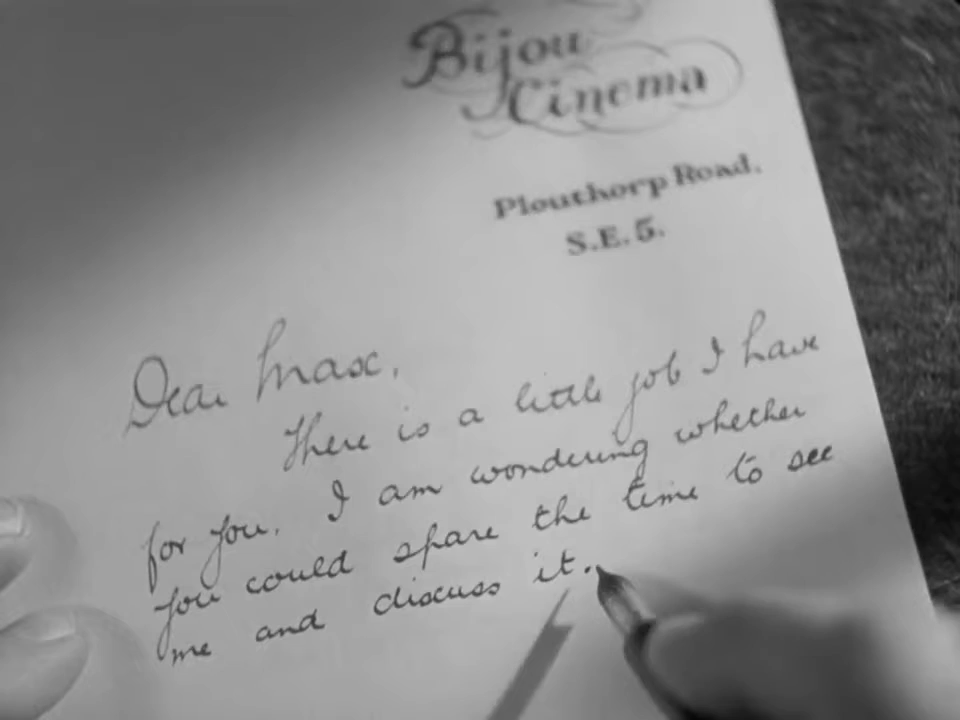 Bijou
Cinema
Plouthorp Road.
S.E.5.
Dear Max,
There is a little job I have
for you. I am wondering whether
you could spare the time to see
me and discuss it.